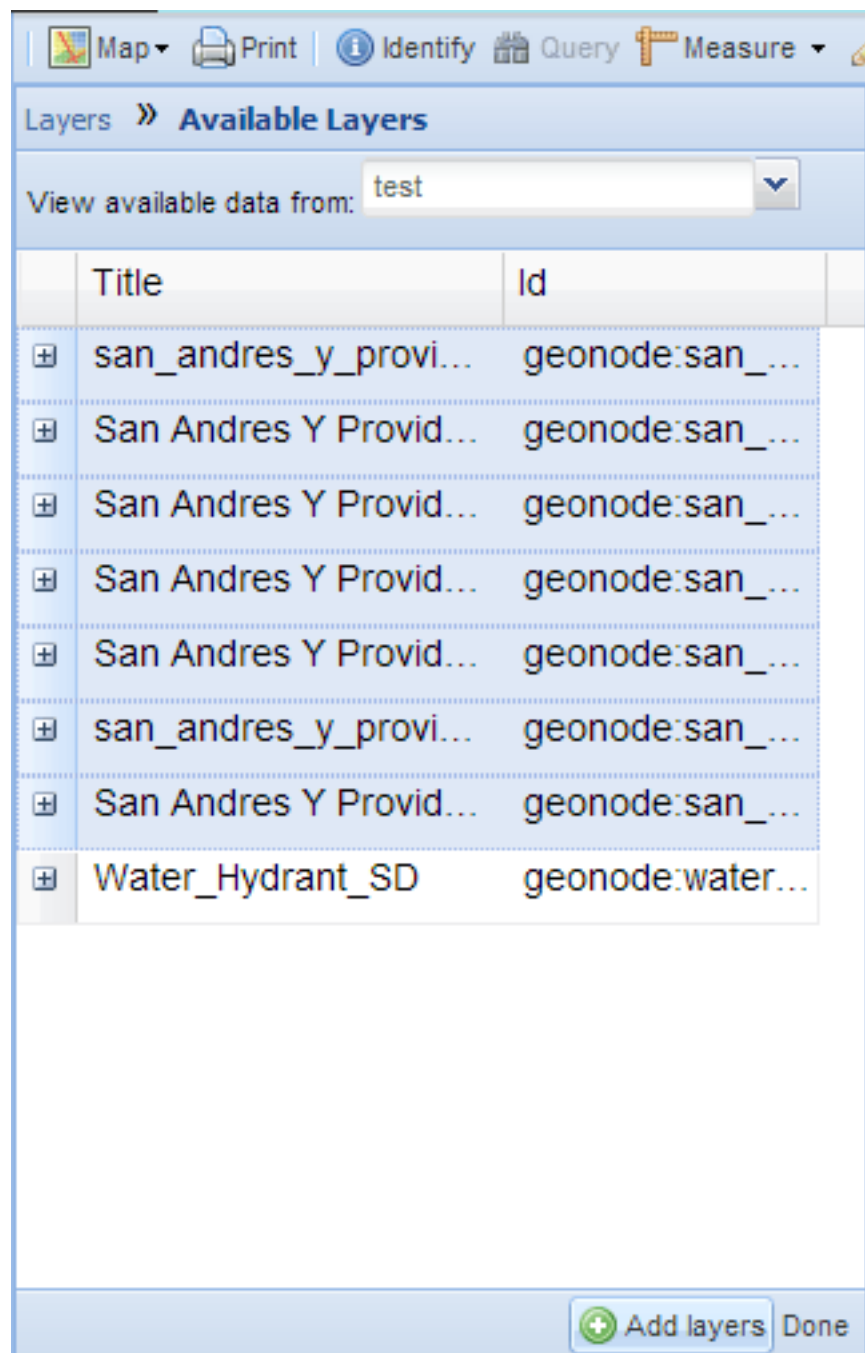 Map Print Identify Query Measure
Layers » Available Layers
View available data from: test
Title Id
san_andres_y_provi... geonode:san_...
San Andres Y Provid... geonode:san_...
San Andres Y Provid... geonode:san_...
San Andres Y Provid... geonode:san_...
San Andres Y Provid... geonode:san_...
san_andres_y_provi... geonode:san_...
San Andres Y Provid... geonode:san_...
Water_Hydrant_SD geonode:water...
Add layers Done